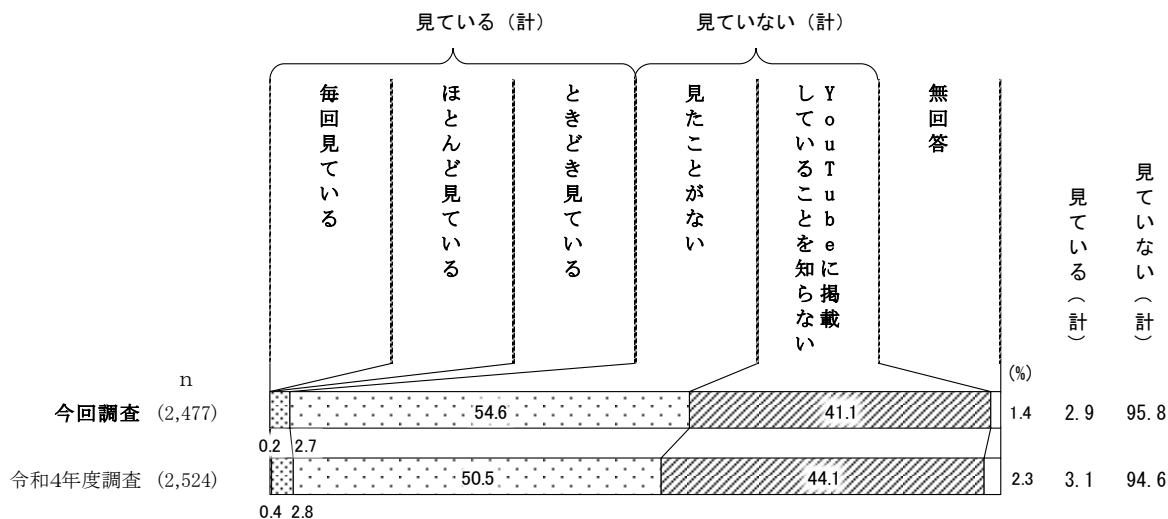 見ている(計)
見ていない(計)
毎回見ている
ほとんど見ている
ときどき見ている
見たことがない
YouTubeに掲載
していることを知らない
無回答
見ている(計)
見ていない(計)
n
(%)
今回調査 (2,477)
54.6
41.1
1.4
2.9
95.8
0.2
2.7
令和4年度調査 (2,524)
50.5
44.1
2.3
3.1
94.6
0.4
2.8